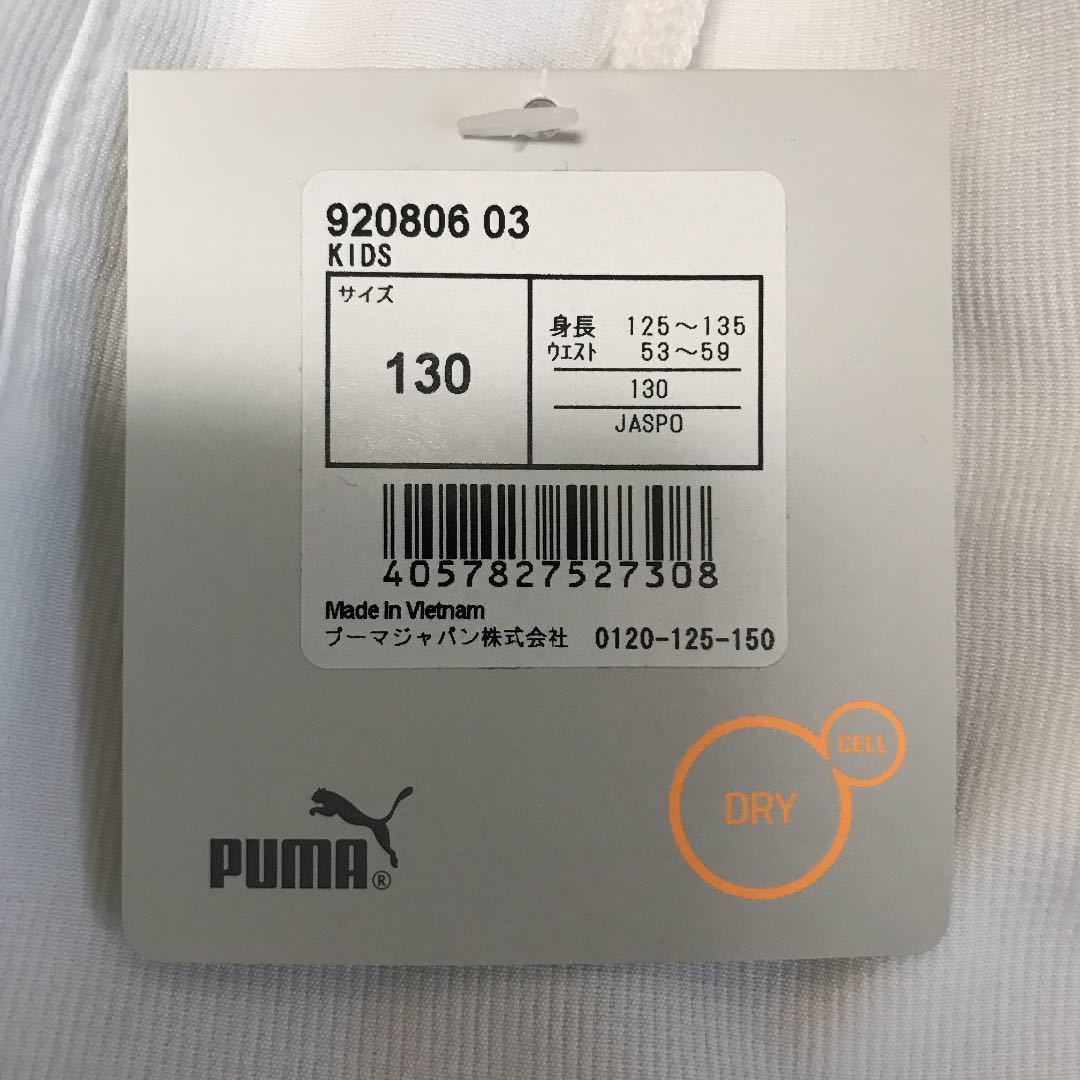 920806 03
KIDS
サイズ
130
身長 125～135
ウエスト 53～59
130
JASPO
4057827527308
Made in Vietnam
プーマジャパン株式会社 0120-125-150
CELL
DRY
PUMA®